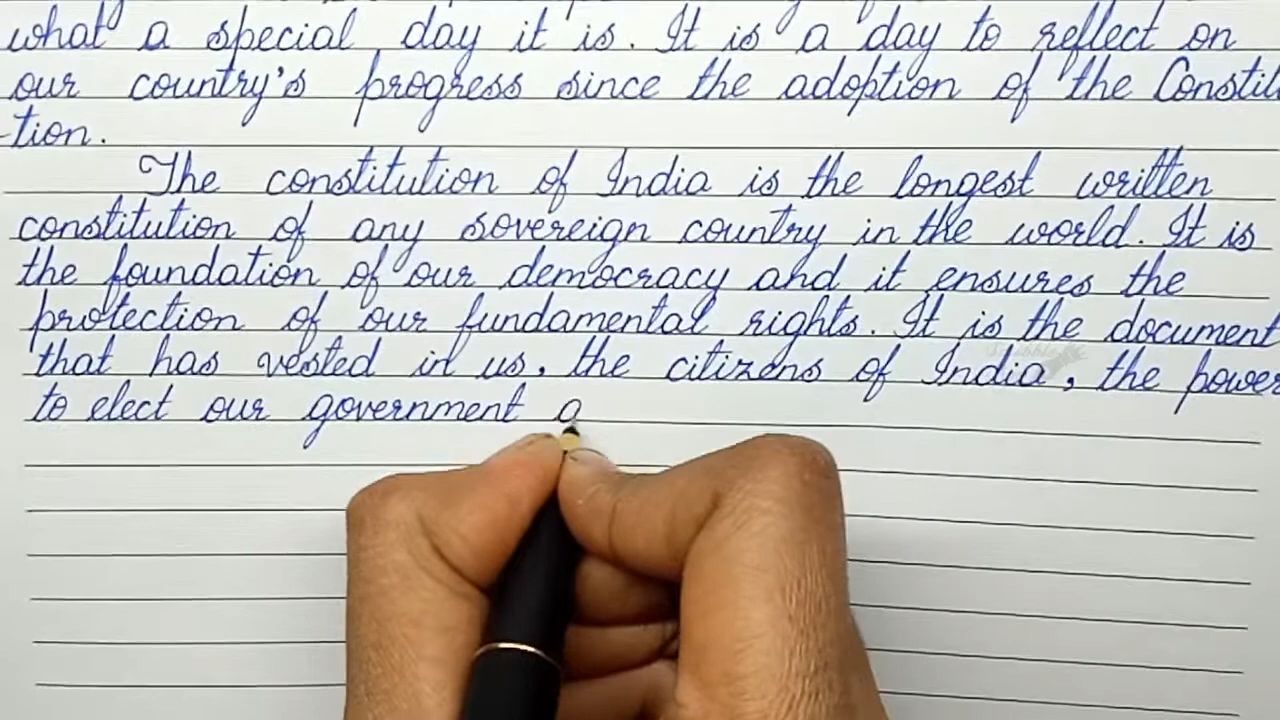 what a special day it is. It is a day to reflect on
our country's progress since the adoption of the Constit
-tion.
The constitution of India is the longest written
constitution of any sovereign country in the world. It is
the foundation of our democracy and it ensures the
protection of our fundamental rights. It is the document
that has vested in us, the citizens of India, the power
to elect our government a